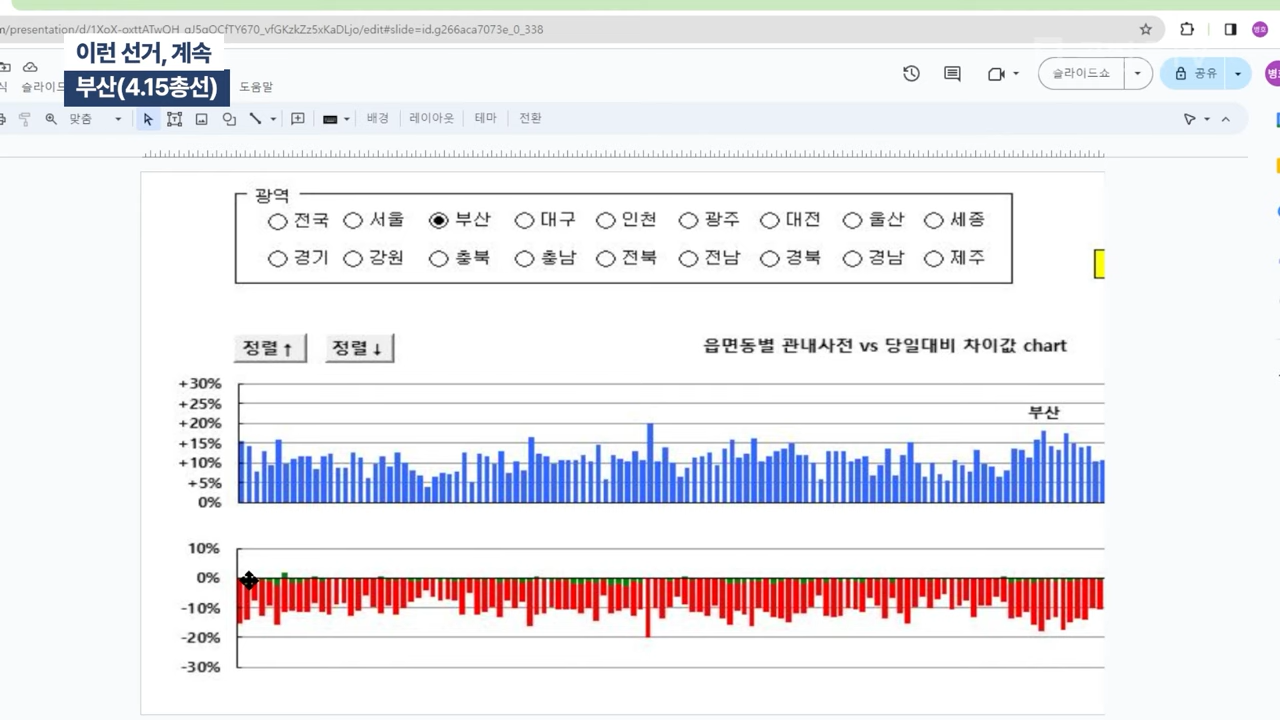 m/presentation/d/1XoX-oxttATwQH_qJ5qOCfTY670_vfGKzkZz5xKaDLjo/edit#slide=id.g266aca7073e_0_338
이런 선거, 계속
부산(4.15총선)
식 슬라이드 도움말
슬라이드쇼
공유
맞춤 배경 레이아웃 테마 전환
광역
전국 서울 부산 대구 인천 광주 대전 울산 세종
경기 강원 충북 충남 전북 전남 경북 경남 제주
정렬↑ 정렬↓
읍면동별 관내사전 vs 당일대비 차이값 chart
부산
+30%
+25%
+20%
+15%
+10%
+5%
0%
10%
0%
-10%
-20%
-30%